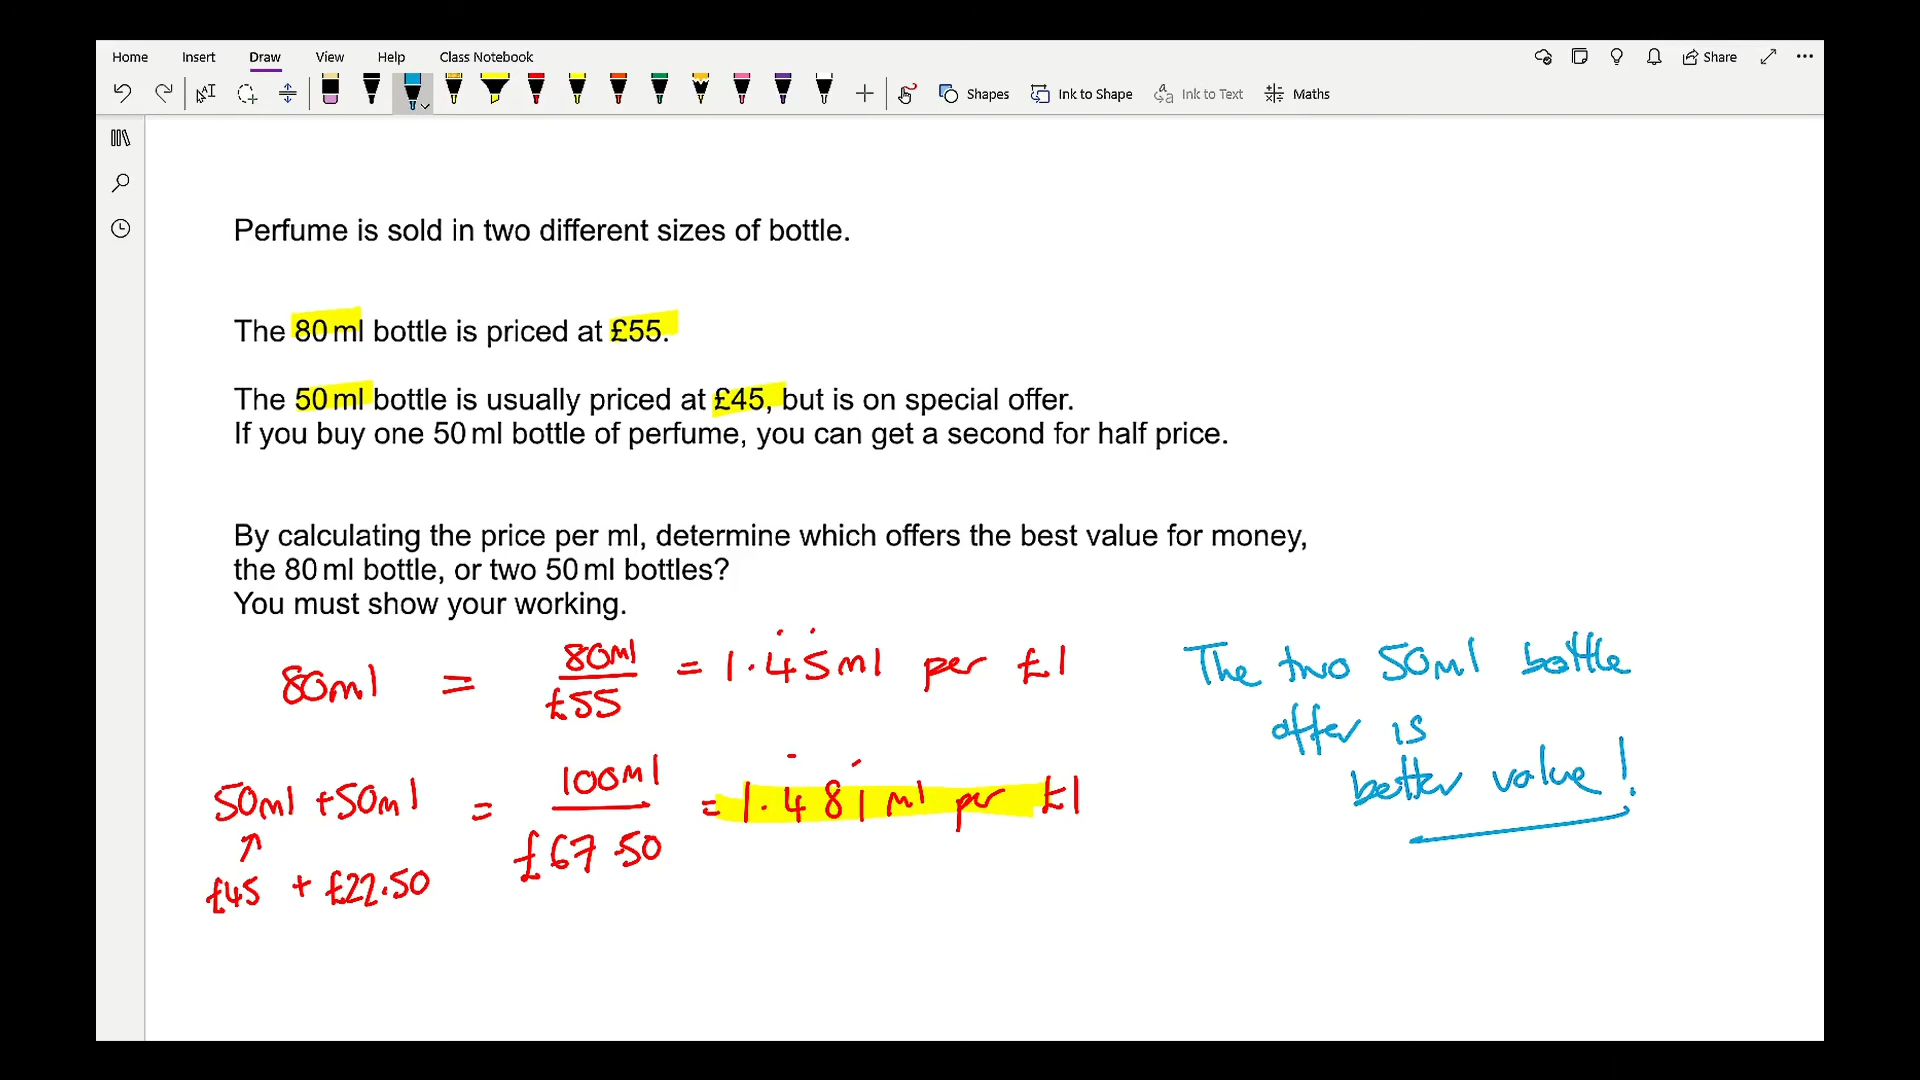 Home Insert Draw View Help Class Notebook Share
Shapes Ink to Shape Ink to Text Maths
Perfume is sold in two different sizes of bottle.
The 80 ml bottle is priced at £55.
The 50 ml bottle is usually priced at £45, but is on special offer.
If you buy one 50 ml bottle of perfume, you can get a second for half price.
By calculating the price per ml, determine which offers the best value for money,
the 80 ml bottle, or two 50 ml bottles?
You must show your working.
80ml = 80ml / £55 = 1.4̇5̇ml per £1
50ml + 50ml = 100ml / £67.50 = 1.4̇81̇ ml per £1
£45 + £22.50
The two 50ml bottle
offer is
better value!